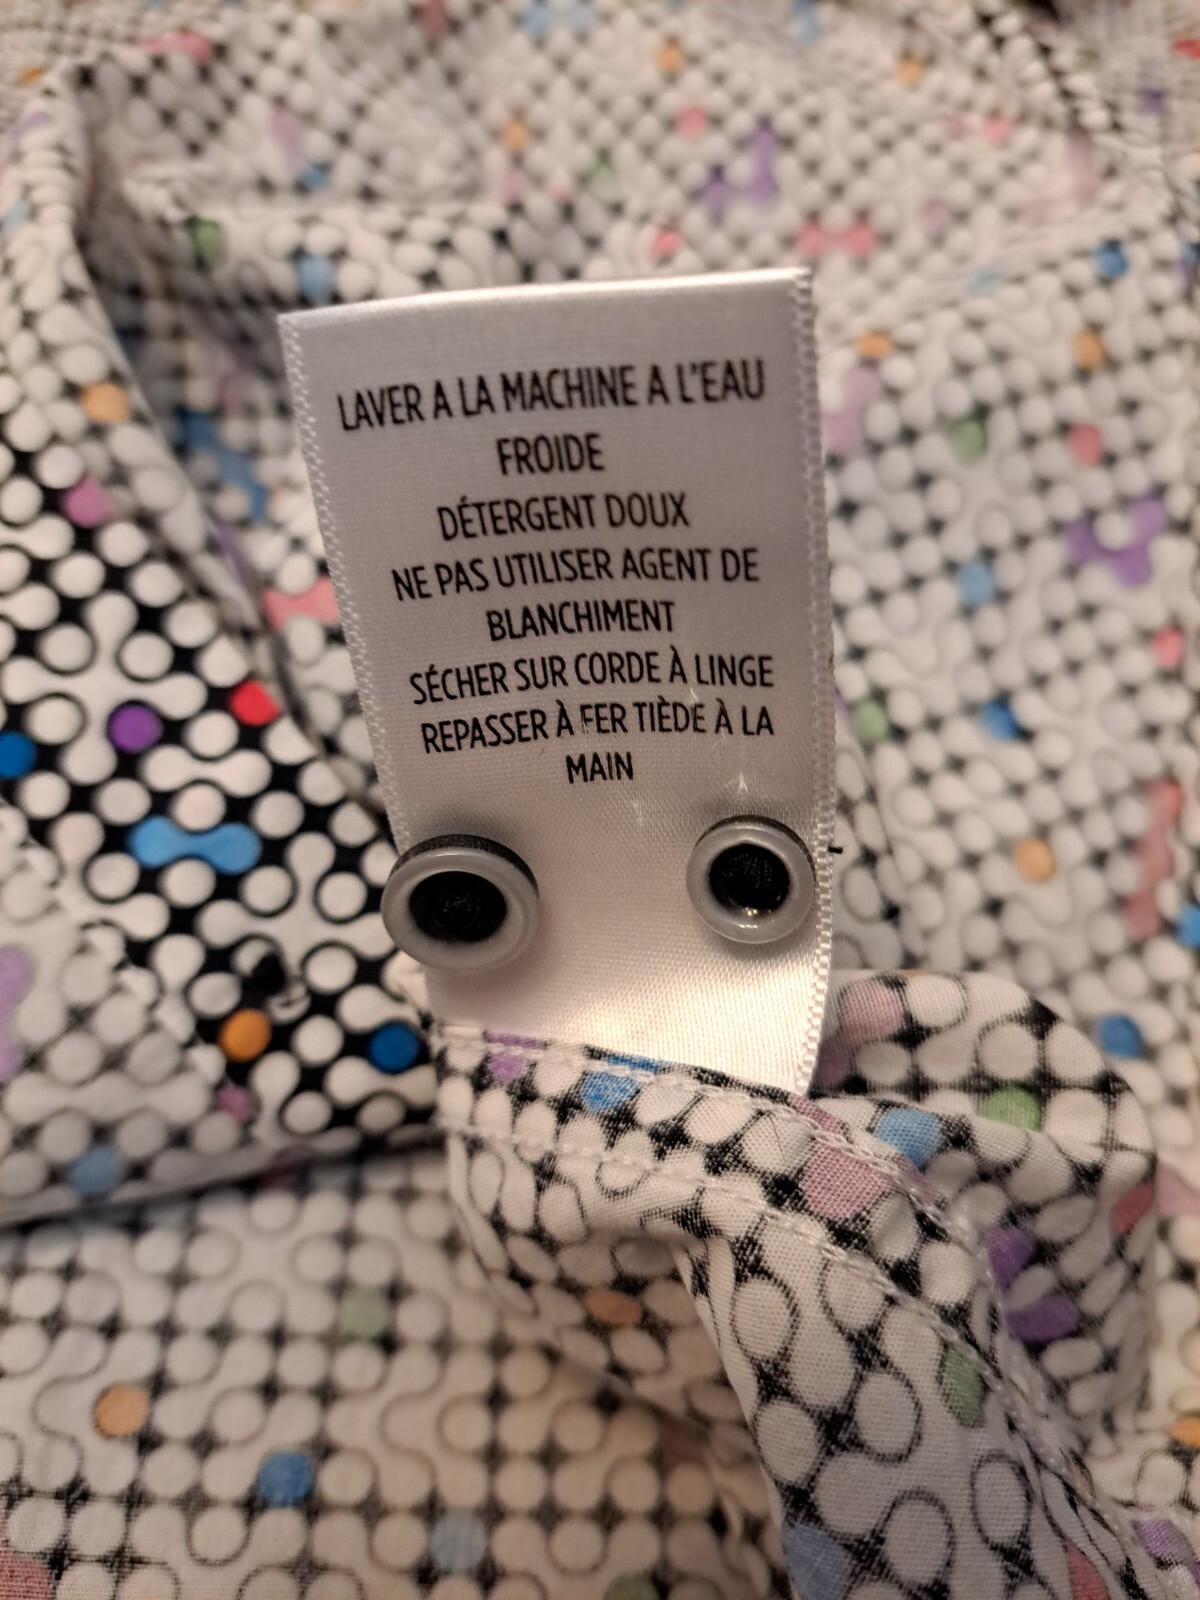 LAVER A LA MACHINE A L'EAU
FROIDE
DÉTERGENT DOUX
NE PAS UTILISER AGENT DE
BLANCHIMENT
SÉCHER SUR CORDE À LINGE
REPASSER À FER TIÈDE À LA
MAIN